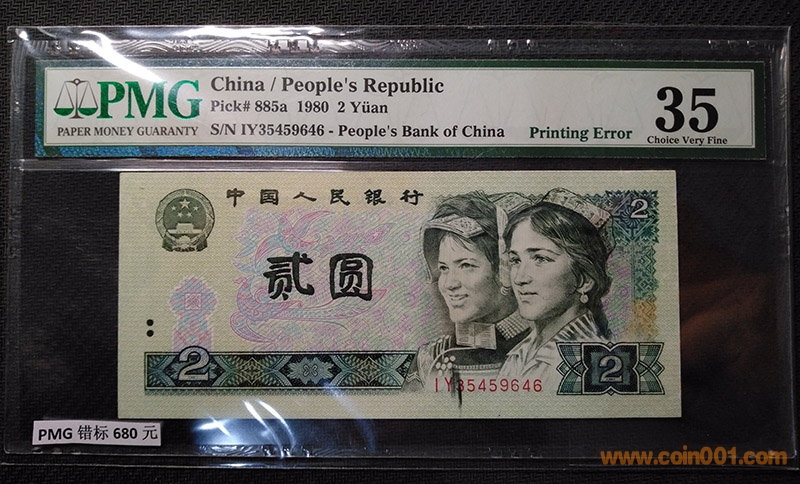 PMG
PAPER MONEY GUARANTY
China / People's Republic
Pick# 885a 1980 2 Yüan
S/N IY35459646 - People's Bank of China
Printing Error
35
Choice Very Fine
中国人民银行
2
贰圆
2
IY35459646
2
PMG 错标 680 元
www.coin001.com